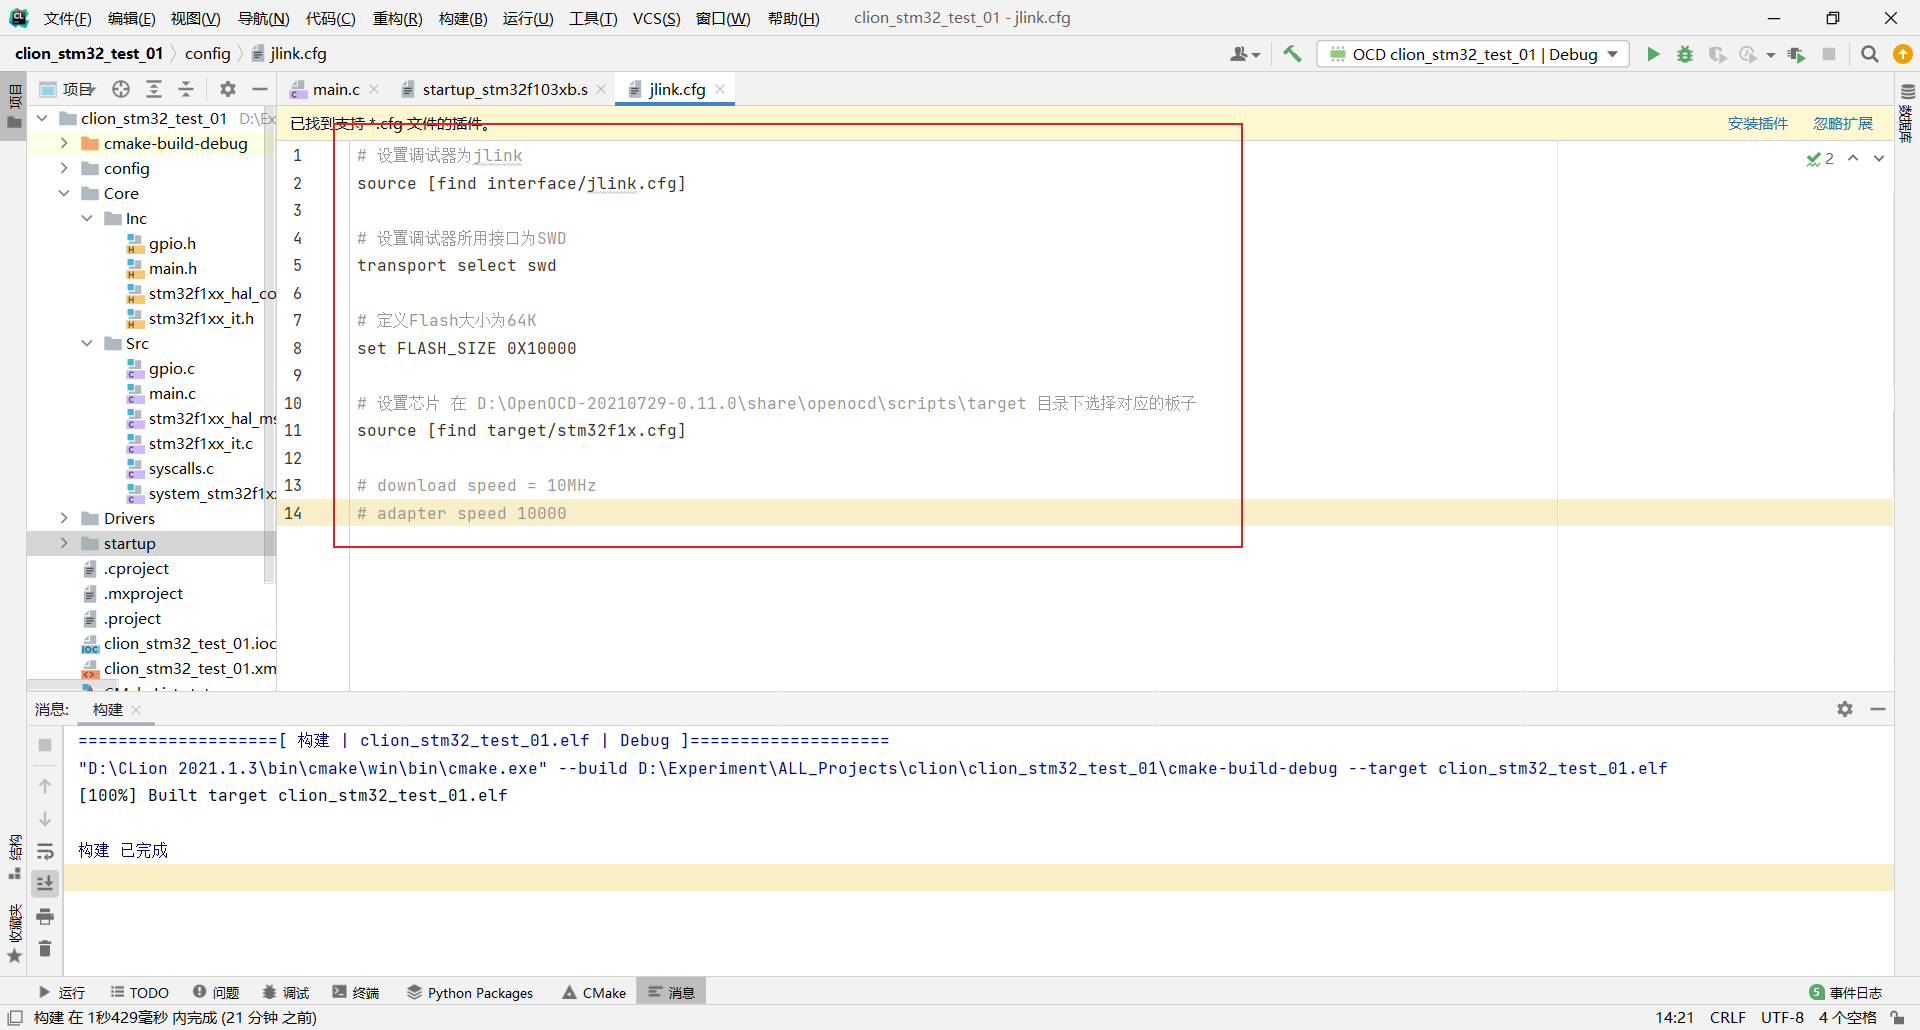 文件(F) 编辑(E) 视图(V) 导航(N) 代码(C) 重构(R) 构建(B) 运行(U) 工具(T) VCS(S) 窗口(W) 帮助(H) clion_stm32_test_01 - jlink.cfg
clion_stm32_test_01 config jlink.cfg OCD clion_stm32_test_01 | Debug
项目 main.c startup_stm32f103xb.s jlink.cfg
项目
数据库
clion_stm32_test_01 D:\Ex
cmake-build-debug
config
Core
Inc
gpio.h
main.h
stm32f1xx_hal_co
stm32f1xx_it.h
Src
gpio.c
main.c
stm32f1xx_hal_ms
stm32f1xx_it.c
syscalls.c
system_stm32f1x
Drivers
startup
.cproject
.mxproject
.project
clion_stm32_test_01.ioc
clion_stm32_test_01.xm
已找到支持 *.cfg 文件的插件。 安装插件 忽略扩展
2
1 # 设置调试器为jlink
2 source [find interface/jlink.cfg]
3
4 # 设置调试器所用接口为SWD
5 transport select swd
6
7 # 定义Flash大小为64K
8 set FLASH_SIZE 0X10000
9
10 # 设置芯片 在 D:\OpenOCD-20210729-0.11.0\share\openocd\scripts\target 目录下选择对应的板子
11 source [find target/stm32f1x.cfg]
12
13 # download speed = 10MHz
14 # adapter speed 10000
消息: 构建
====================[ 构建 | clion_stm32_test_01.elf | Debug ]====================
"D:\CLion 2021.1.3\bin\cmake\win\bin\cmake.exe" --build D:\Experiment\ALL_Projects\clion\clion_stm32_test_01\cmake-build-debug --target clion_stm32_test_01.elf
[100%] Built target clion_stm32_test_01.elf
构建 已完成
结构
收藏夹
运行 TODO 问题 调试 终端 Python Packages CMake 消息 5 事件日志
构建 在 1秒429毫秒 内完成 (21 分钟 之前) 14:21 CRLF UTF-8 4 个空格